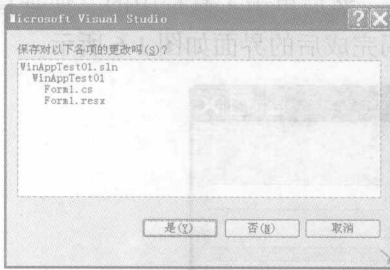 Microsoft Visual Studio
保存对以下各项的更改吗(S)?
WinAppTest01.sln
WinAppTest01
Form1.cs
Form1.resx
是(Y)
否(N)
取消